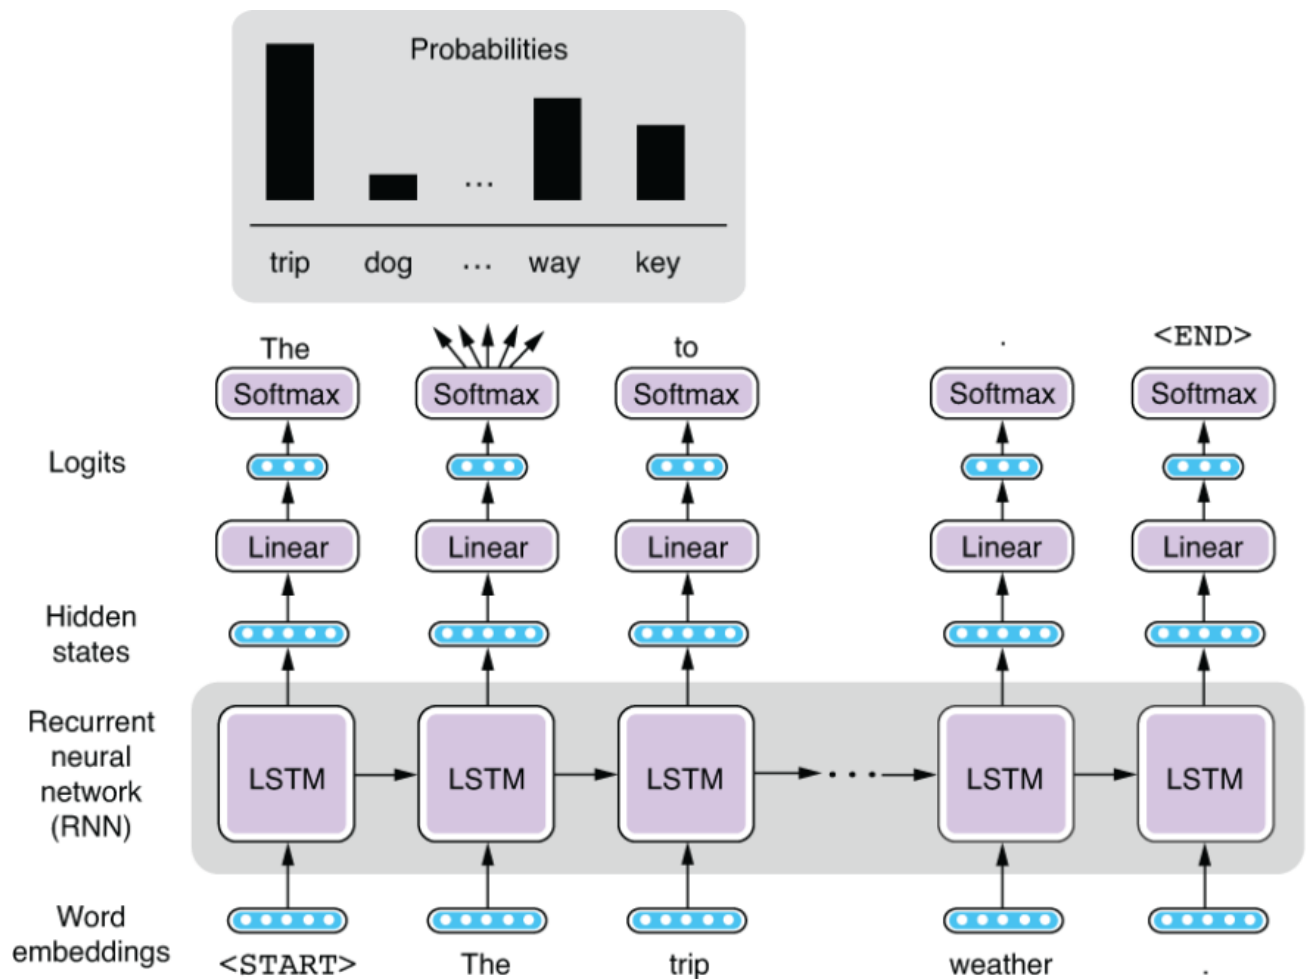 Probabilities
trip dog ... way key
The to . <END>
Softmax Softmax Softmax Softmax Softmax
Logits
Linear Linear Linear Linear Linear
Hidden
states
Recurrent
neural
network
(RNN)
LSTM LSTM LSTM ... LSTM LSTM
Word
embeddings
<START> The trip weather .